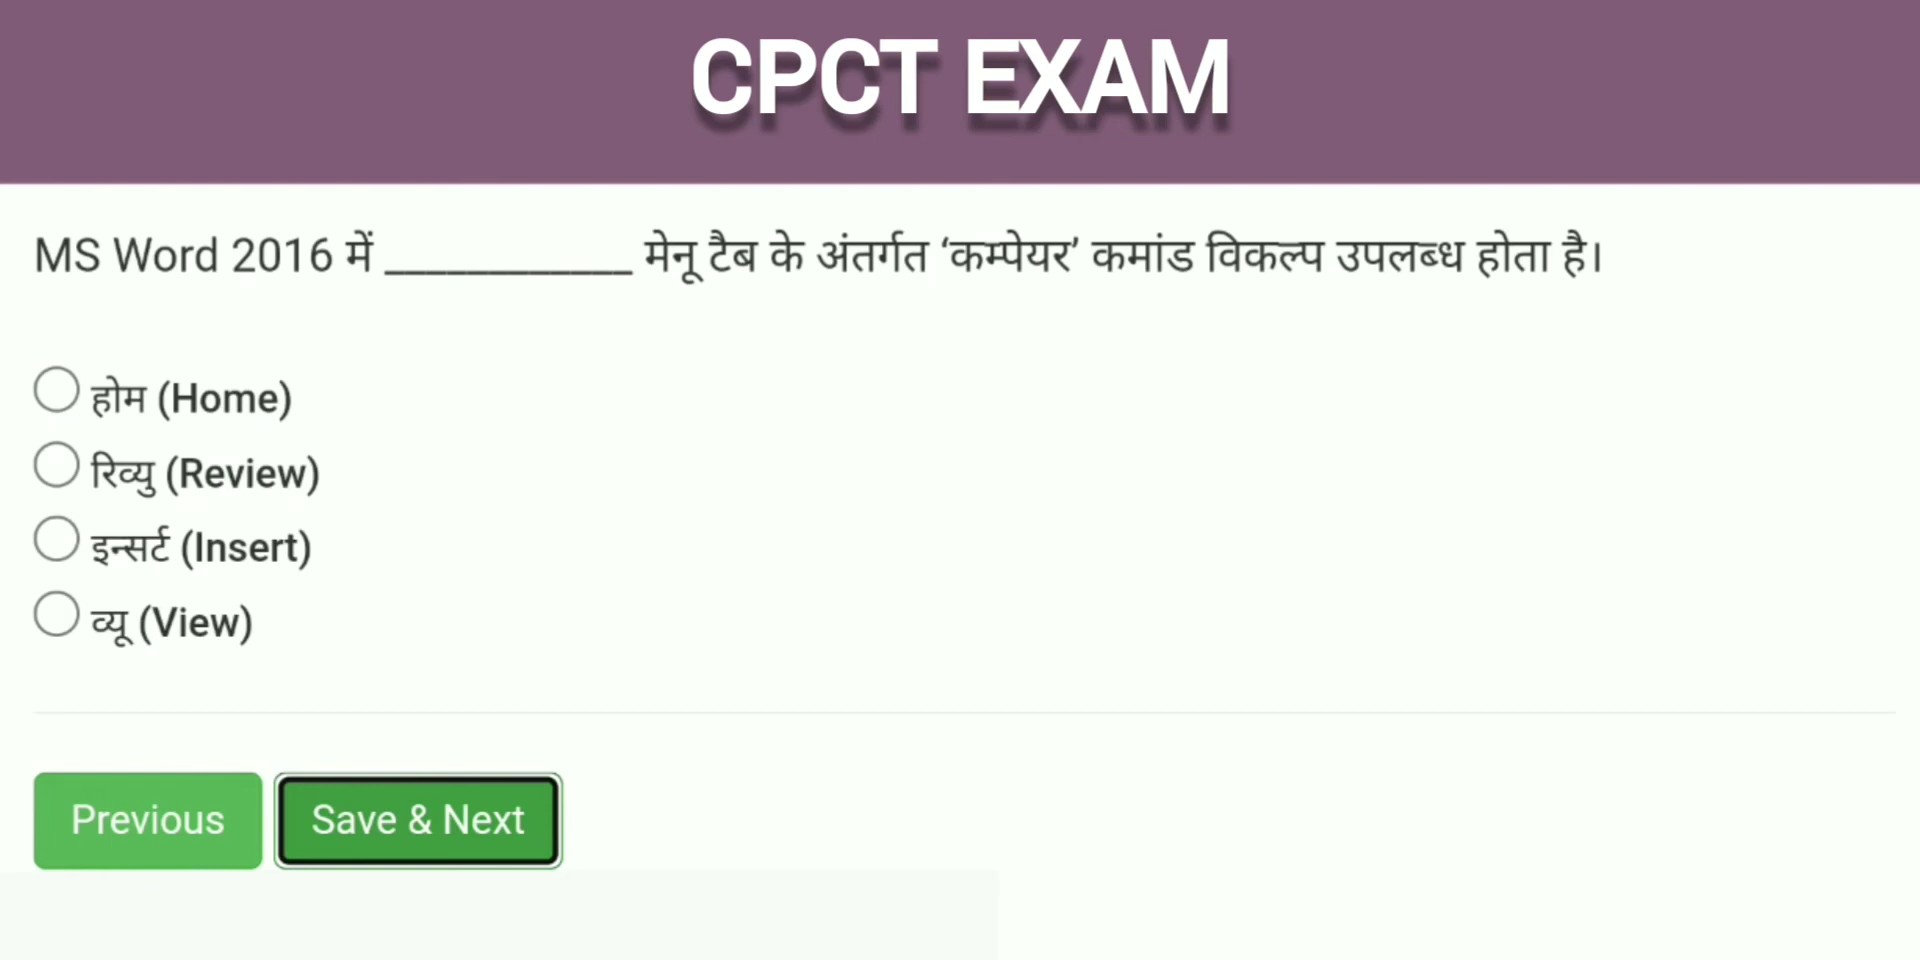 CPCT EXAM
MS Word 2016 में ____________ मेनू टैब के अंतर्गत ‘कम्पेयर’ कमांड विकल्प उपलब्ध होता है।
होम (Home)
रिव्यु (Review)
इन्सर्ट (Insert)
व्यू (View)
Previous
Save & Next